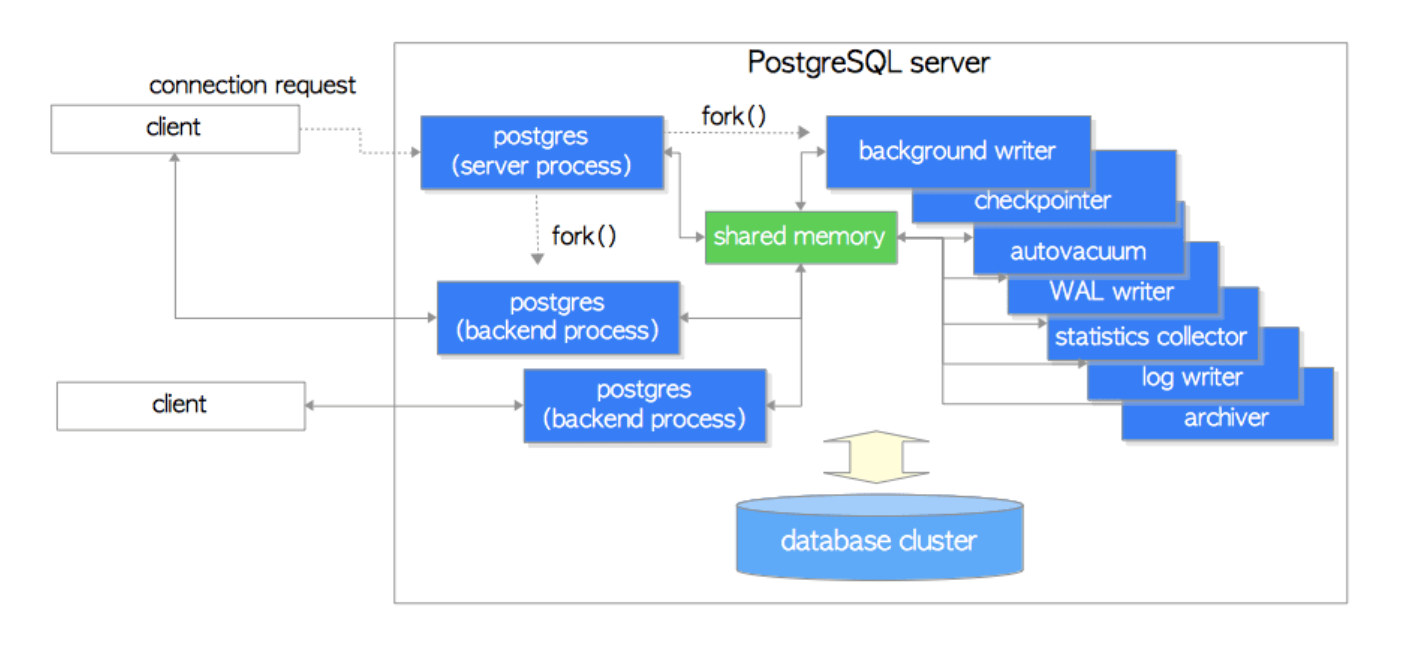 PostgreSQL server
connection request
client
postgres
(server process)
fork()
background writer
checkpointer
shared memory
fork()
autovacuum
WAL writer
postgres
(backend process)
statistics collector
log writer
client
postgres
(backend process)
archiver
database cluster